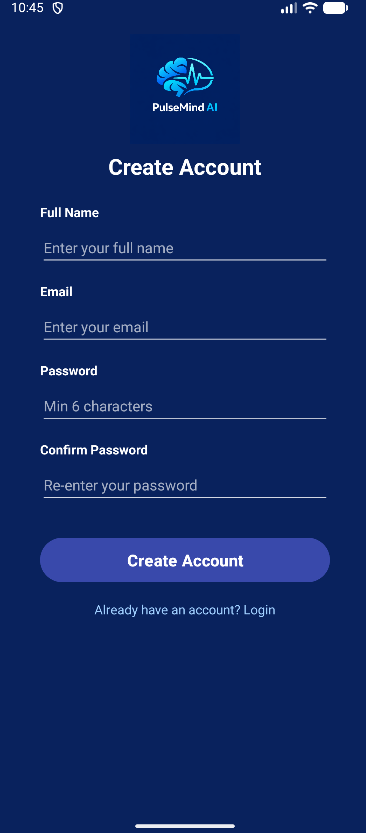 10:45
PulseMind AI
Create Account
Full Name
Enter your full name
Email
Enter your email
Password
Min 6 characters
Confirm Password
Re-enter your password
Create Account
Already have an account? Login